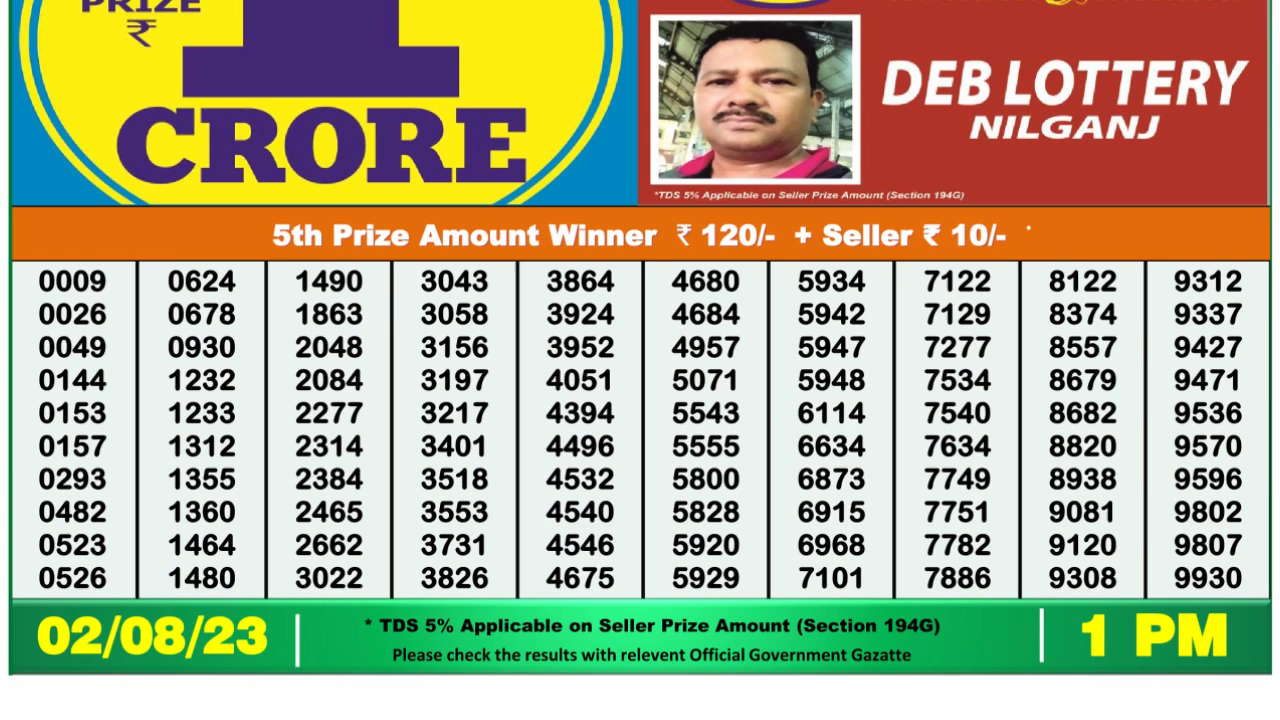 PRIZE
₹
1
CRORE
DEB LOTTERY
NILGANJ
*TDS 5% Applicable on Seller Prize Amount (Section 194G)
5th Prize Amount Winner ₹ 120/- + Seller ₹ 10/- *
0009 0624 1490 3043 3864 4680 5934 7122 8122 9312
0026 0678 1863 3058 3924 4684 5942 7129 8374 9337
0049 0930 2048 3156 3952 4957 5947 7277 8557 9427
0144 1232 2084 3197 4051 5071 5948 7534 8679 9471
0153 1233 2277 3217 4394 5543 6114 7540 8682 9536
0157 1312 2314 3401 4496 5555 6634 7634 8820 9570
0293 1355 2384 3518 4532 5800 6873 7749 8938 9596
0482 1360 2465 3553 4540 5828 6915 7751 9081 9802
0523 1464 2662 3731 4546 5920 6968 7782 9120 9807
0526 1480 3022 3826 4675 5929 7101 7886 9308 9930
02/08/23
* TDS 5% Applicable on Seller Prize Amount (Section 194G)
Please check the results with relevent Official Government Gazatte
1 PM